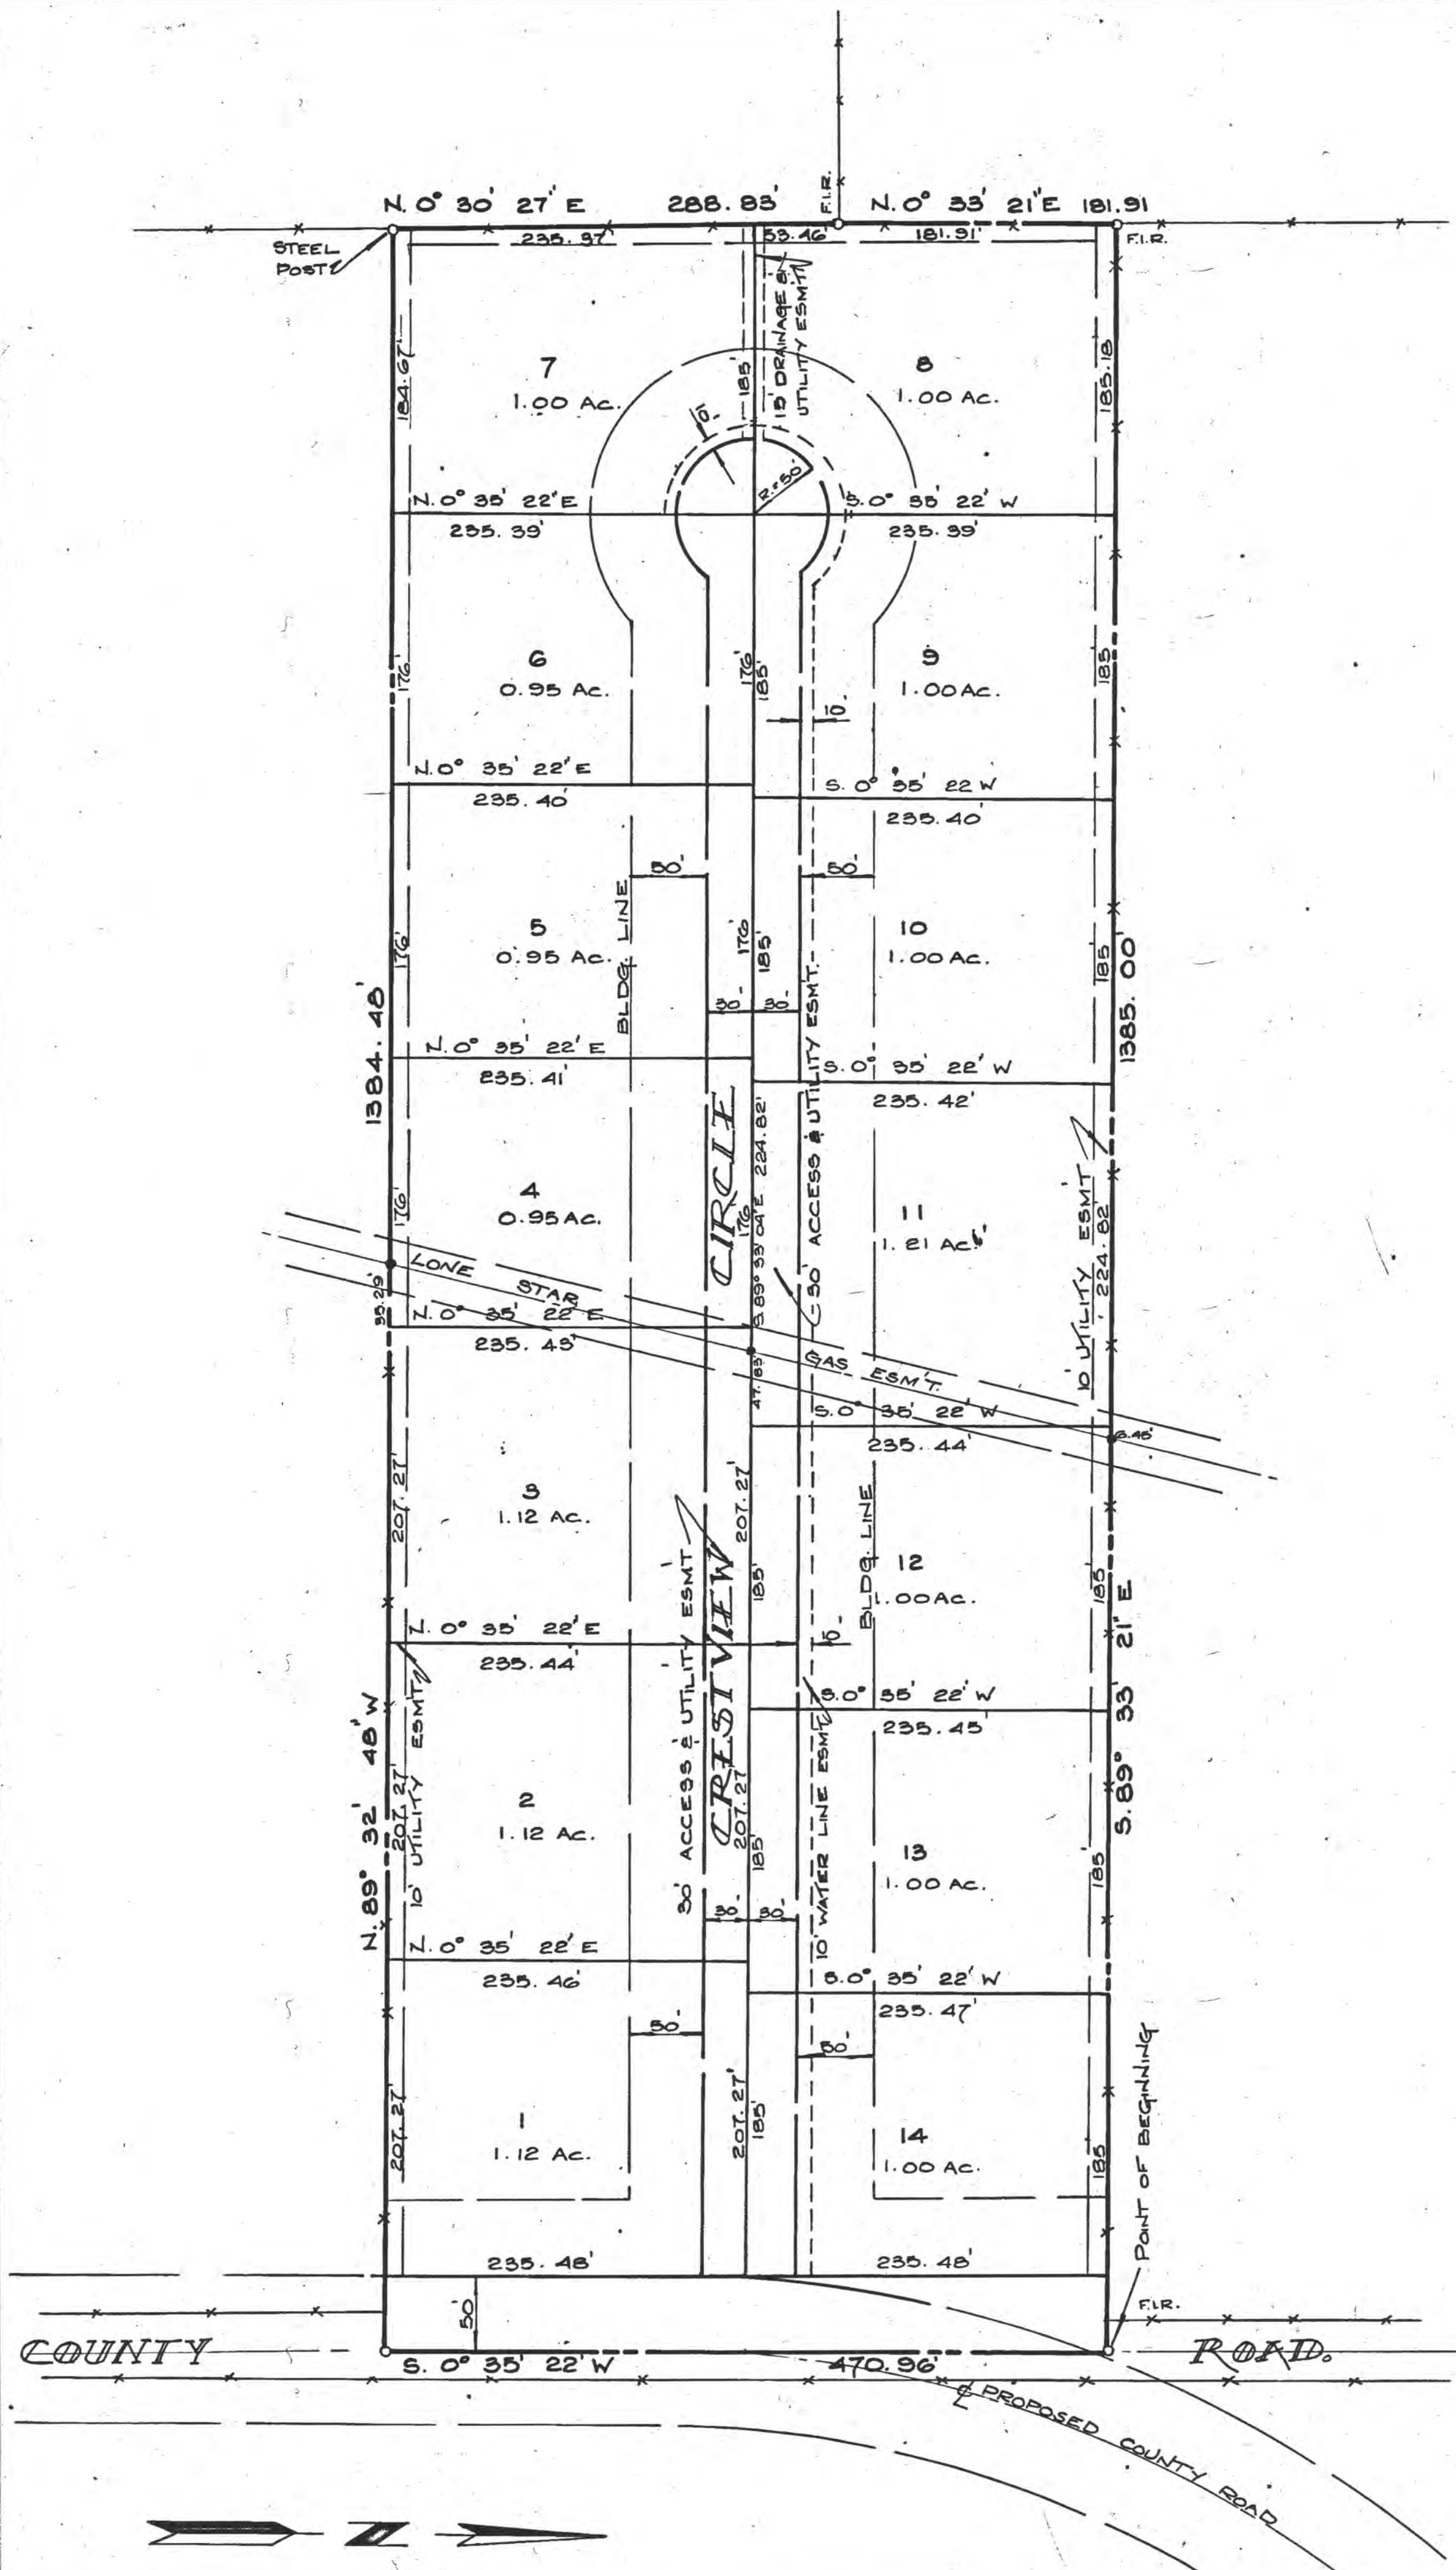 N. 0° 30' 27" E 288.83' F.I.R. N. 0° 33' 21" E 181.91
STEEL
POST
235.37 53.46' 181.91' F.I.R.
15' DRAINAGE &
UTILITY ESM'T
184.67' 185' 185.18
7
1.00 AC.
8
1.00 AC.
10'
R.=50'
N. 0° 35' 22" E
235.39'
S. 0° 35' 22" W
235.39'
6
0.95 AC.
9
1.00 AC.
176' 176' 185' 185'
10'
N. 0° 35' 22" E
235.40'
S. 0° 35' 22 W
235.40'
50' 50'
BLDG. LINE
5
0.95 AC.
10
1.00 AC.
176' 176' 185' 185'
30' 30'
1384.48'
1385.00'
N. 0° 35' 22' E
235.41'
S. 0° 35' 22' W
235.42'
30' ACCESS & UTILITY ESMT.
CIRCLE
4
0.95 AC.
11
1.21 AC.
176' 176' 224.82' 224.82'
S 89° 33' 04" E
10' UTILITY ESMT
LONE STAR GAS ESM'T.
35.29'
N. 0° 35' 22' E
235.43'
47.83'
S. 0° 35' 22' W
235.44'
8.45'
3
1.12 AC.
207.27' 207.27' 185' 185'
BLDG. LINE
12
1.00 AC.
10'
N. 0° 35' 22' E
235.44'
S. 0° 35' 22' W
235.45'
30' ACCESS & UTILITY ESMT
CRESTVIEW
10' WATER LINE ESMT
10' UTILITY ESMT
N. 89° 32' 48" W
S. 89° 33' 21" E
2
1.12 AC.
13
1.00 AC.
207.27' 207.27 185' 185'
30' 30'
N. 0° 35' 22' E
235.46'
S. 0° 35' 22' W
235.47'
50' 50'
1
1.12 AC.
14
1.00 AC.
207.27' 207.27' 185' 185
POINT OF BEGINNING
235.48' 235.48'
50'
F.I.R.
COUNTY ROAD.
S. 0° 35' 22' W 470.96'
℄ PROPOSED COUNTY ROAD
N